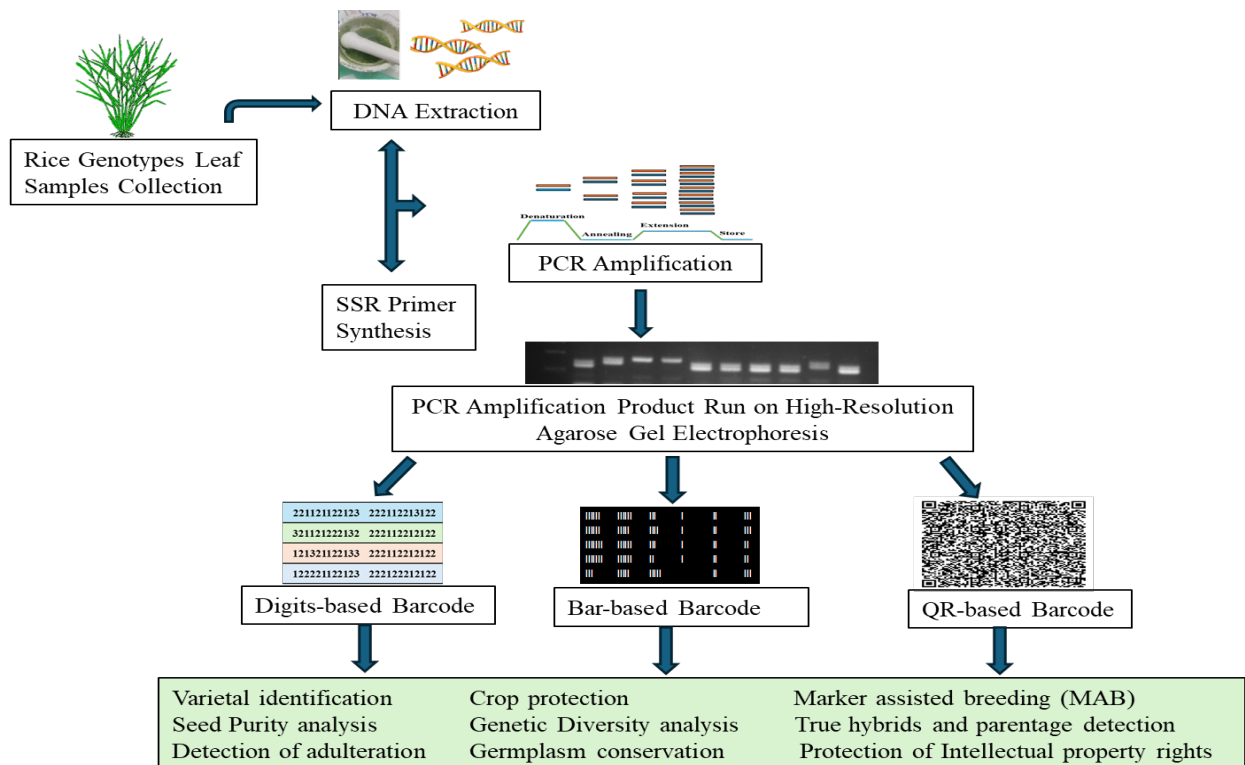 DNA Extraction
Rice Genotypes Leaf
Samples Collection
Denaturation
Annealing
Extension
Store
PCR Amplification
SSR Primer
Synthesis
PCR Amplification Product Run on High-Resolution
Agarose Gel Electrophoresis
221121122123 222112213122
321121222132 222112212122
121321122133 222112212122
122221122123 222122212122
Digits-based Barcode
Bar-based Barcode
QR-based Barcode
Varietal identification
Seed Purity analysis
Detection of adulteration
Crop protection
Genetic Diversity analysis
Germplasm conservation
Marker assisted breeding (MAB)
True hybrids and parentage detection
Protection of Intellectual property rights